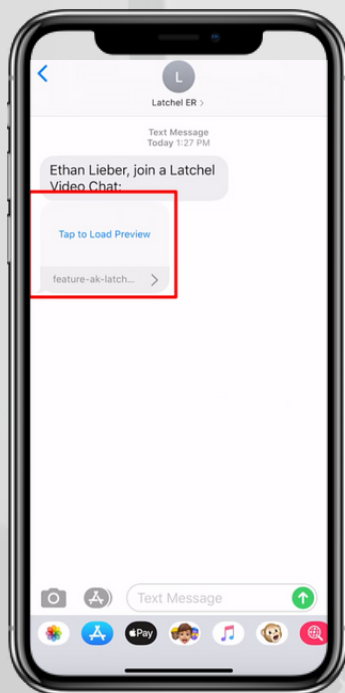 L
Latchel ER >
Text Message
Today 1:27 PM
Ethan Lieber, join a Latchel
Video Chat:
Tap to Load Preview
feature-ak-latch... >
Text Message
Pay